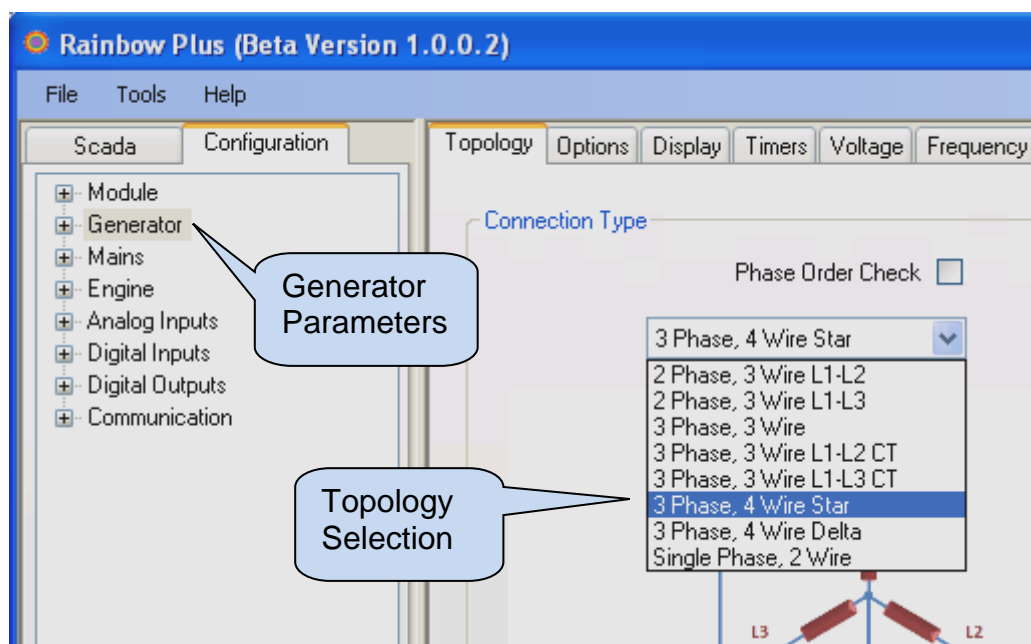 Rainbow Plus (Beta Version 1.0.0.2)
File Tools Help
Scada Configuration
Topology Options Display Timers Voltage Frequency
Module
Generator
Mains
Engine
Analog Inputs
Digital Inputs
Digital Outputs
Communication
Generator
Parameters
Connection Type
Phase Order Check
3 Phase, 4 Wire Star
2 Phase, 3 Wire L1-L2
2 Phase, 3 Wire L1-L3
3 Phase, 3 Wire
3 Phase, 3 Wire L1-L2 CT
3 Phase, 3 Wire L1-L3 CT
3 Phase, 4 Wire Star
3 Phase, 4 Wire Delta
Single Phase, 2 Wire
Topology
Selection
L3 L2